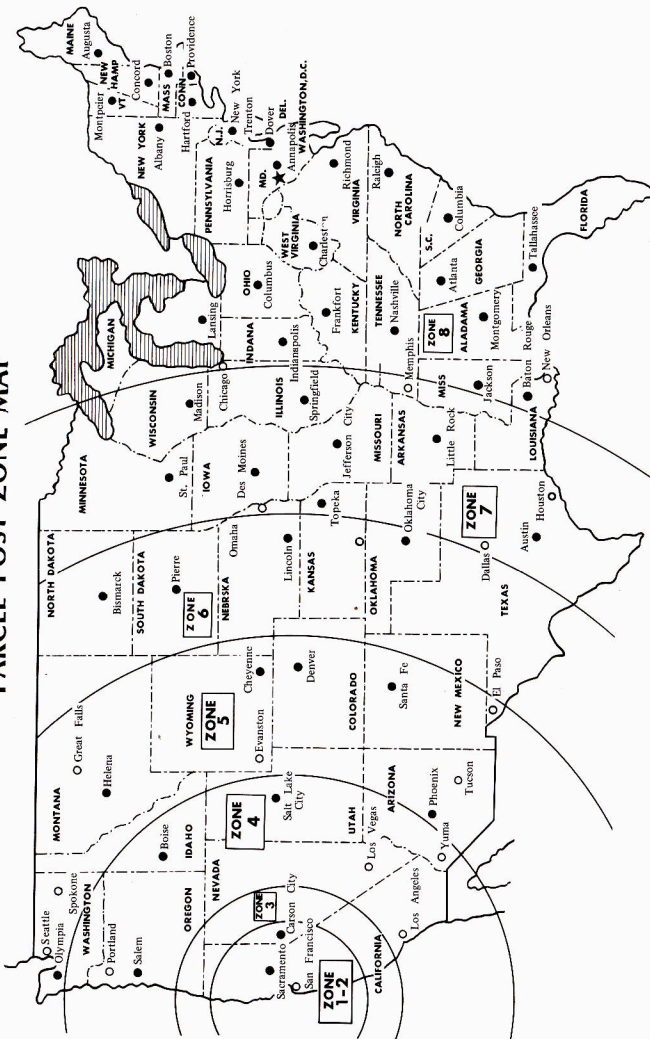 PARCEL POST ZONE MAP
Seattle
Olympia
Spokone
WASHINGTON
Portland
Salem
OREGON
MONTANA
Great Falls
Helena
Boise
IDAHO
NORTH DAKOTA
Bismarck
SOUTH DAKOTA
Pierre
ZONE
6
NEBRSKA
Omaha
Lincoln
WYOMING
ZONE
5
Cheyenne
Evanston
MINNESOTA
St. Paul
WISCONSIN
Madison
IOWA
Des Moines
MICHIGAN
Lansing
Chicago
ILLINOIS
Springfield
INDIANA
Indianapolis
OHIO
Columbus
MAINE
Augusta
NEW
HAMP
VT
Montpeier
Concord
MASS
Boston
CONN
Providence
Hartford
NEW YORK
Albany
New York
N.J.
Trenton
PENNSYLVANIA
Horrisburg
Dover
DEL.
MD.
Annapolis
WASHINGTON,D.C.
WEST
VIRGINIA
Charleston
VIRGINIA
Richmond
NEVADA
Carson City
ZONE
3
ZONE
4
Salt Lake
City
UTAH
Sacramento
San Francisco
ZONE
1-2
CALIFORNIA
Los Angeles
Las Vegas
Yuma
ARIZONA
Phoenix
Tucson
COLORADO
Denver
NEW MEXICO
Santa Fe
El Paso
KANSAS
Topeka
OKLAHOMA
Oklahoma
City
TEXAS
Dallas
ZONE
7
Austin
Houston
MISSOURI
Jefferson City
ARKANSAS
Little Rock
LOUISIANA
Baton Rouge
New Orleans
MISS
Jackson
KENTUCKY
Frankfort
TENNESSEE
Nashville
Memphis
ZONE
8
ALADAMA
Montgomery
GEORGIA
Atlanta
S.C.
Columbia
NORTH
CAROLINA
Raleigh
Tallahassee
FLORIDA